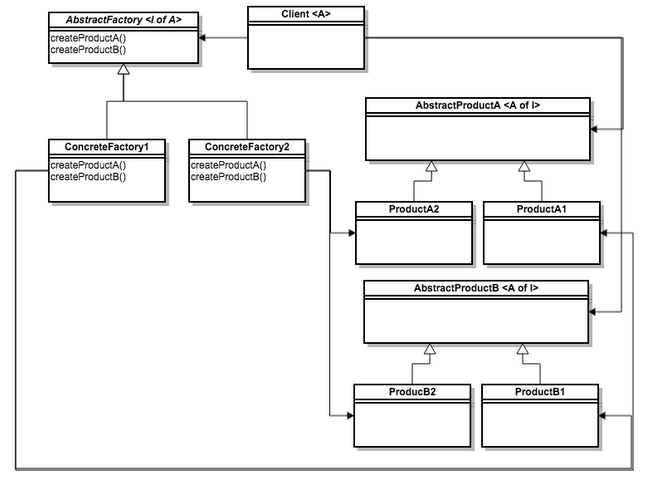 AbstractFactory <I of A>
createProductA()
createProductB()
Client <A>
AbstractProductA <A of I>
ConcreteFactory1
createProductA()
createProductB()
ConcreteFactory2
createProductA()
createProductB()
ProductA2
ProductA1
AbstractProductB <A of I>
ProducB2
ProductB1